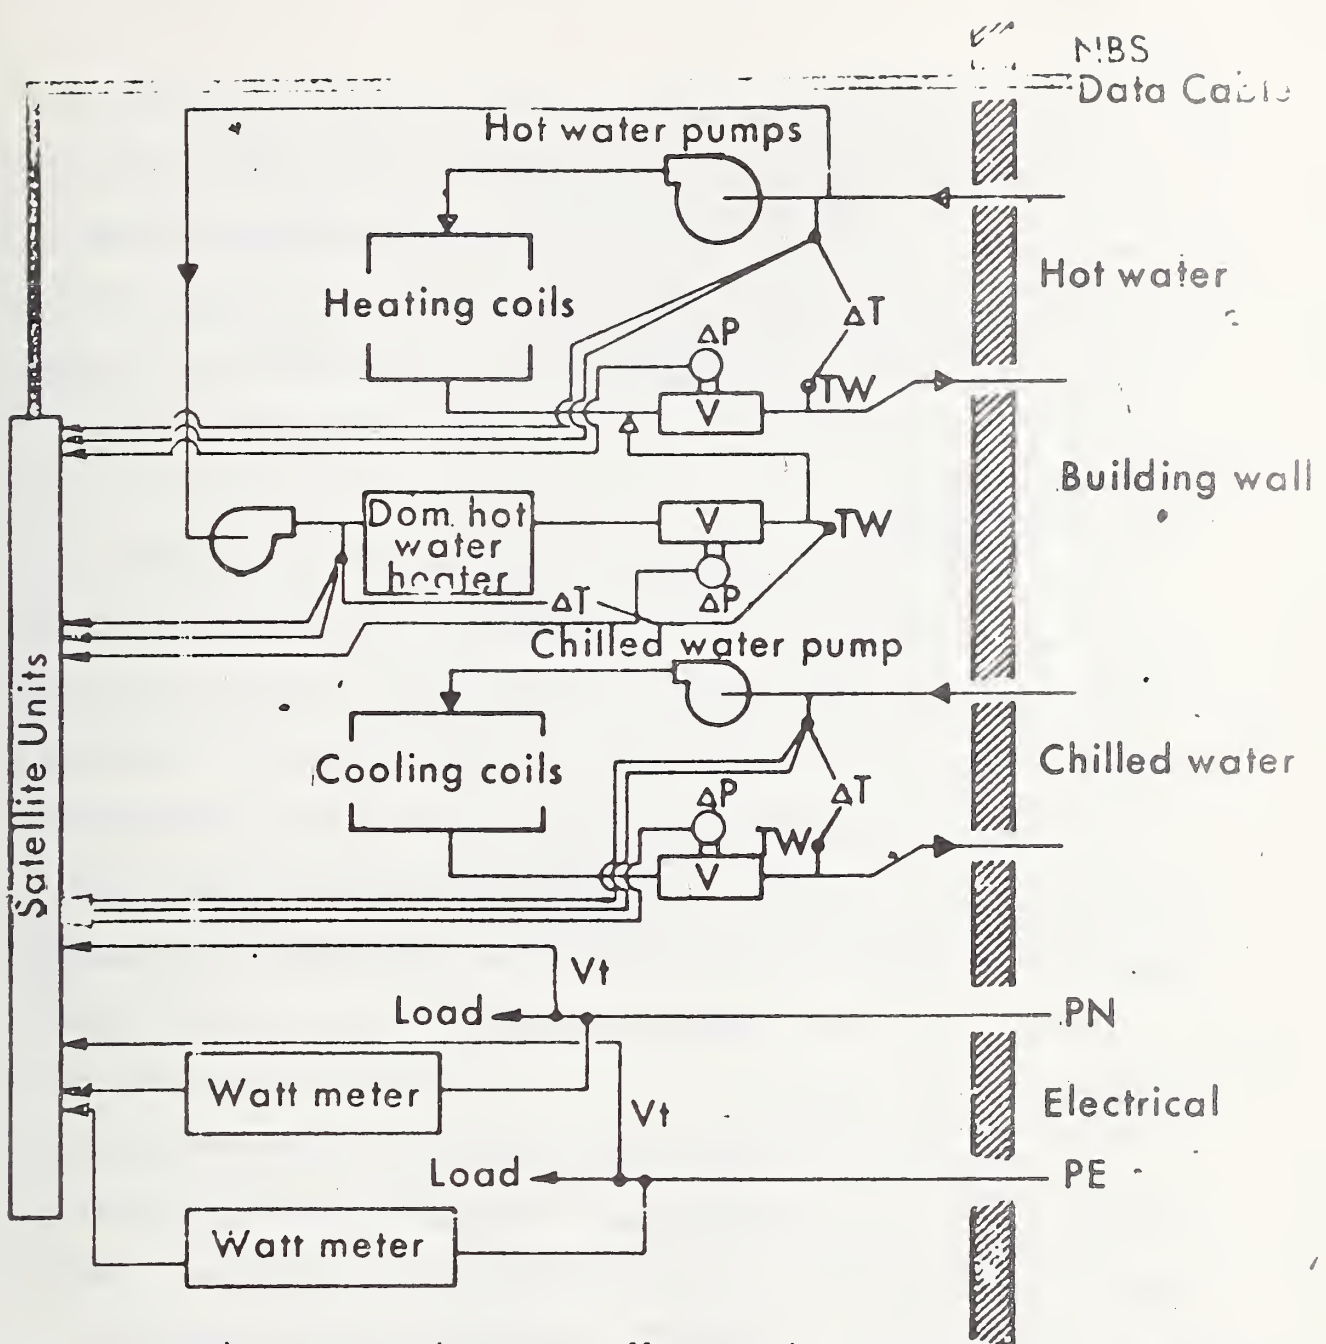 NBS
Data Cable
Hot water pumps
Hot water
Heating coils
ΔT
ΔP
TW
V
Building wall
Dom. hot
water
heater
V
TW
ΔT
ΔP
Chilled water pump
Satellite Units
Cooling coils
Chilled water
ΔP
ΔT
TW
V
Vt
Load
PN
Watt meter
Electrical
Vt
Load
PE
Watt meter